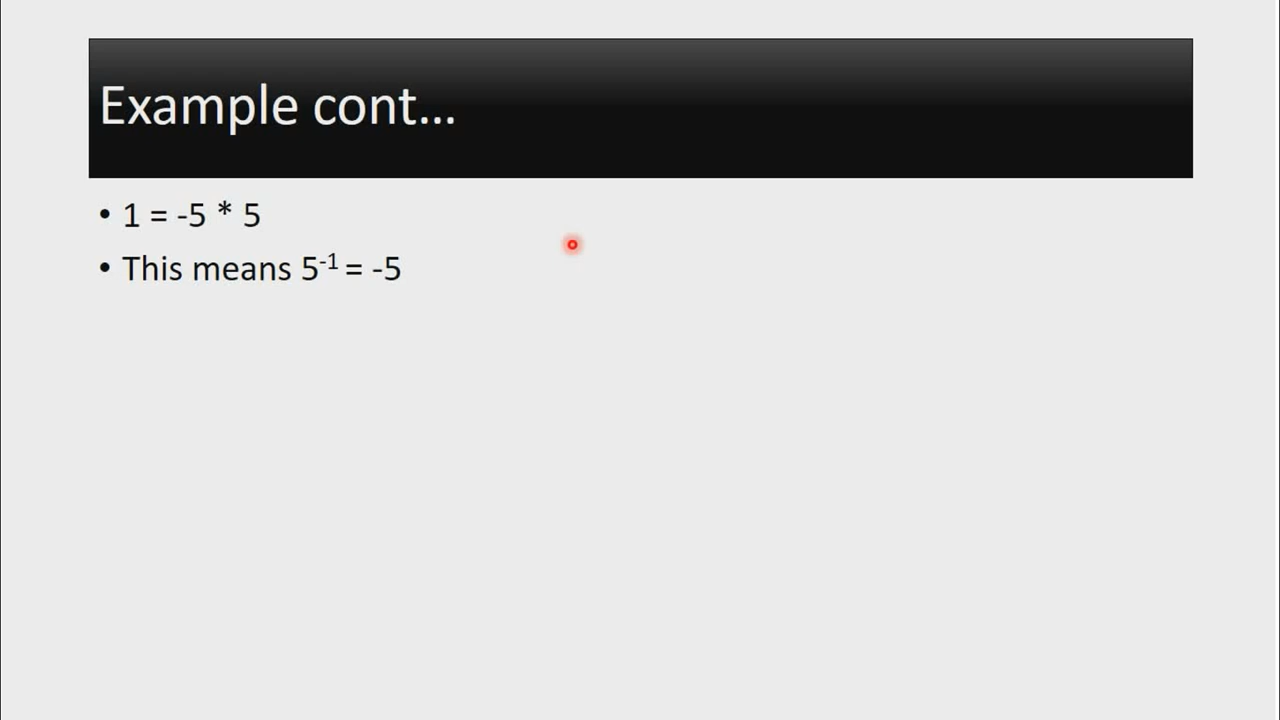 Example cont...
• 1 = -5 * 5
• This means 5⁻¹ = -5